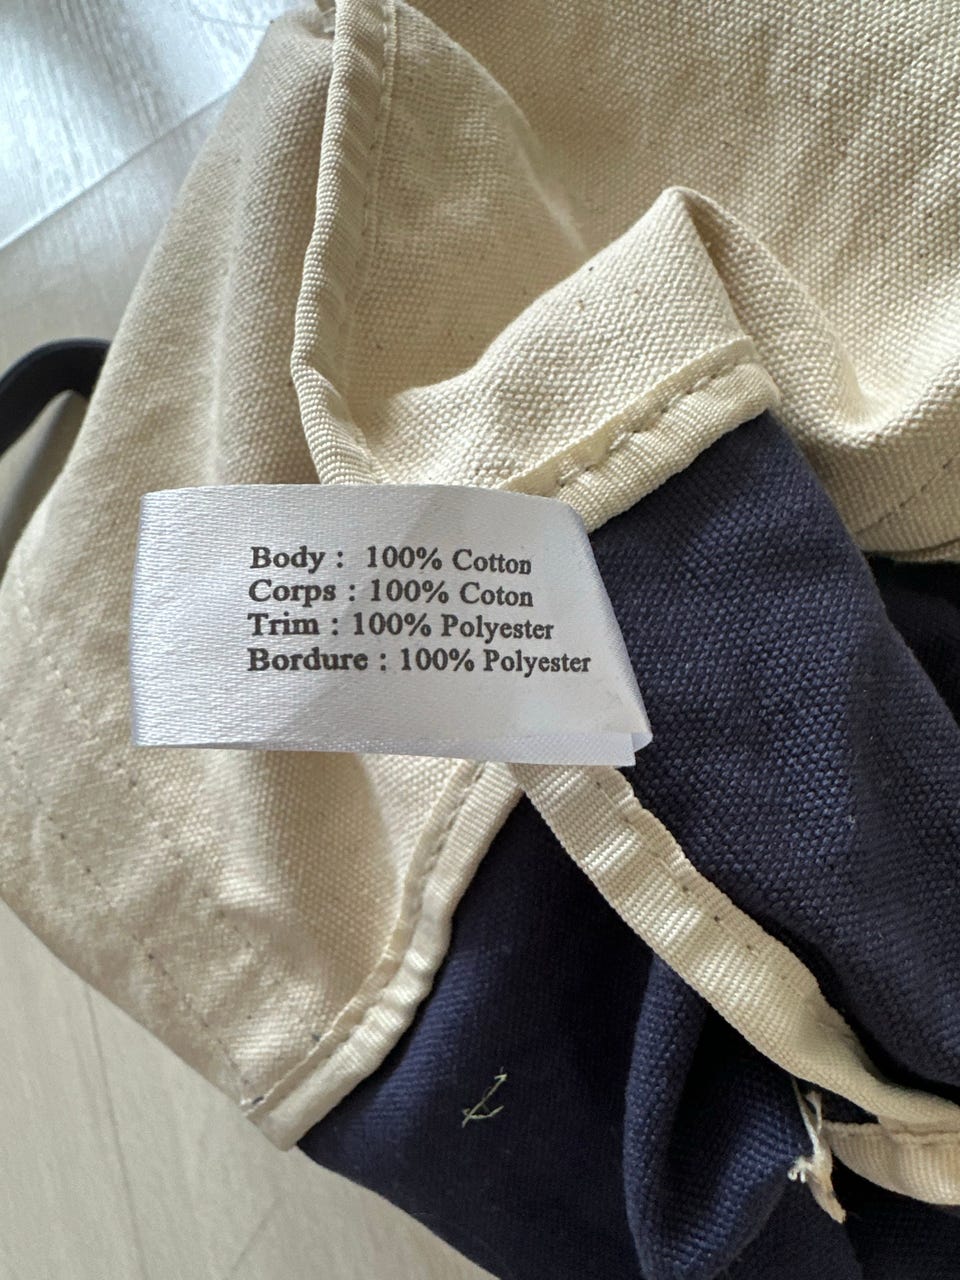 Body : 100% Cotton
Corps : 100% Coton
Trim : 100% Polyester
Bordure : 100% Polyester